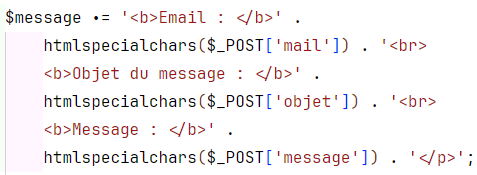 $message .= '<b>Email : </b>' .
htmlspecialchars($_POST['mail']) . '<br>
<b>Objet du message : </b>' .
htmlspecialchars($_POST['objet']) . '<br>
<b>Message : </b>' .
htmlspecialchars($_POST['message']) . '</p>';